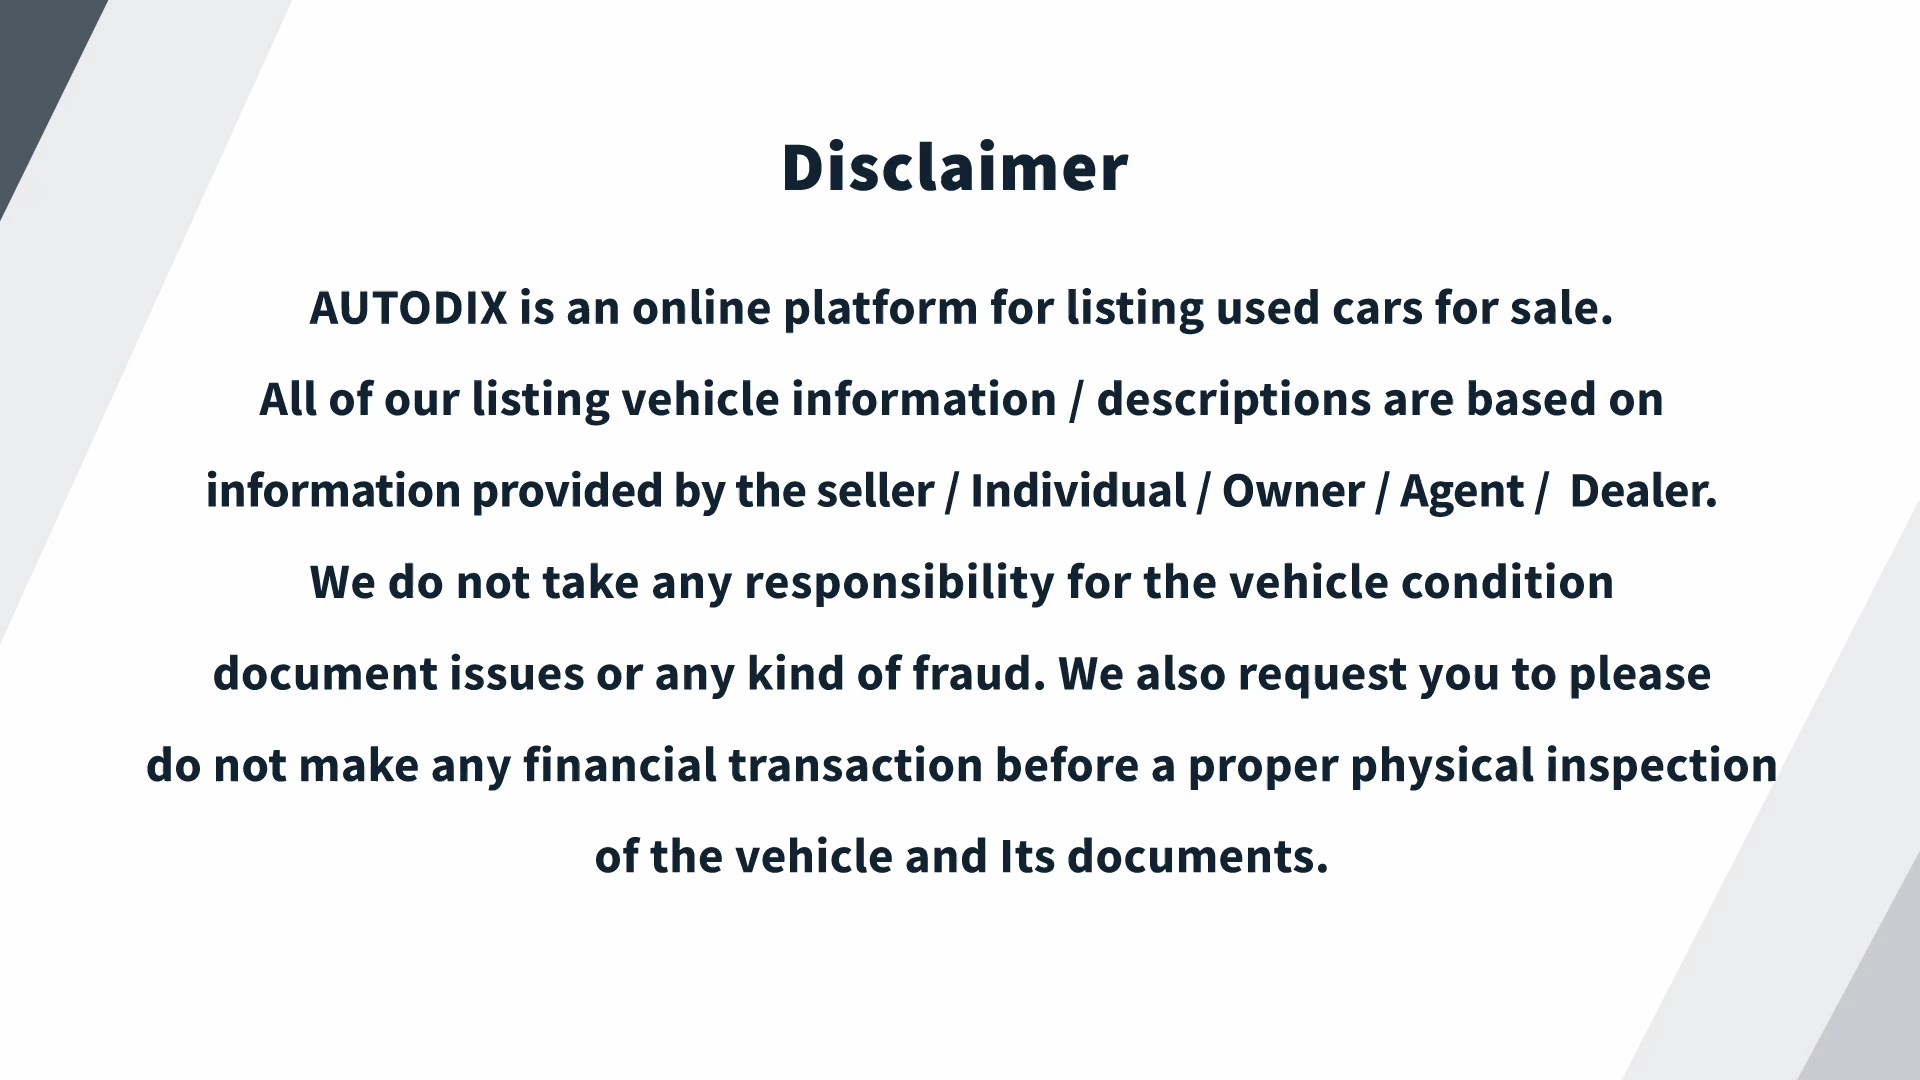 Disclaimer
AUTODIX is an online platform for listing used cars for sale.
All of our listing vehicle information / descriptions are based on
information provided by the seller / Individual / Owner / Agent /  Dealer.
We do not take any responsibility for the vehicle condition
document issues or any kind of fraud. We also request you to please
do not make any financial transaction before a proper physical inspection
of the vehicle and Its documents.